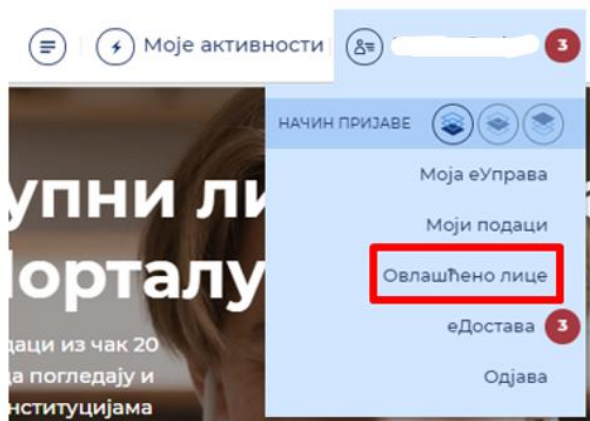 Моје активности
3
НАЧИН ПРИЈАВЕ
Моја еУправа
Моји подаци
Овлашћено лице
еДостава 3
Одјава
упни ли
Порталу
даци из чак 20
да погледају и
нституцијама